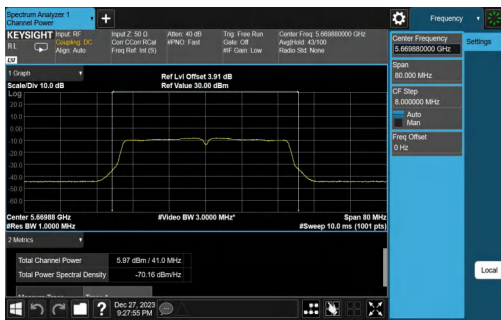 Spectrum Analyzer 1
Channel Power
Frequency
KEYSIGHT
Input: RF
Coupling: DC
Align: Auto
Input Z: 50 Ω
Corr CCorr RCal
Freq Ref: Int (S)
Atten: 40 dB
#PNO: Fast
Trig: Free Run
Gate: Off
#IF Gain: Low
Center Freq: 5.669880000 GHz
Avg|Hold: 43/100
Radio Std: None
RL
LXI
Center Frequency
5.669880000 GHz
Settings
Span
80.000 MHz
CF Step
8.000000 MHz
Auto
Man
Freq Offset
0 Hz
Local
1 Graph
Scale/Div 10.0 dB
Ref Lvl Offset 3.91 dB
Ref Value 30.00 dBm
Log
20.0
10.0
0.00
-10.0
-20.0
-30.0
-40.0
-50.0
-60.0
Center 5.66988 GHz
#Res BW 1.0000 MHz
#Video BW 3.0000 MHz*
Span 80 MHz
#Sweep 10.0 ms (1001 pts)
2 Metrics
Total Channel Power 5.97 dBm / 41.0 MHz
Total Power Spectral Density -70.16 dBm/Hz
?
Dec 27, 2023
9:27:55 PM